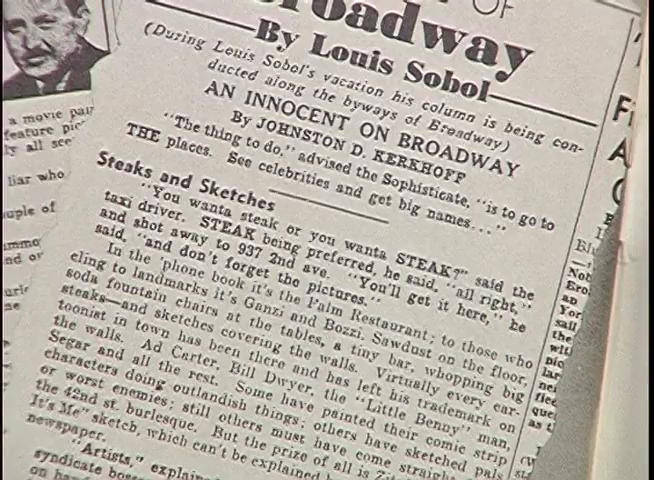 OF
Broadway
By Louis Sobol
(During Louis Sobol's vacation his column is being con-
ducted along the byways of Broadway)
AN INNOCENT ON BROADWAY
By JOHNSTON D. KERKHOFF
"The thing to do," advised the Sophisticate, "is to go to
THE places. See celebrities and get big names..."
Steaks and Sketches
"You wanta steak or you wanta STEAK?" said the
taxi driver. STEAK being preferred, he said, "all right,"
and shot away to 937 2nd ave. "You'll get it here," he
said, "and don't forget the pictures."
In the 'phone book it's the Palm Restaurant; to those who
cling to landmarks it's Ganzi and Bozzi. Sawdust on the floor,
soda fountain chairs at the tables, a tiny bar, whopping big
steaks—and sketches covering the walls. Virtually every car-
toonist in town has been there and has left his trademark on
the walls. Ad Carter, Bill Dwyer, the "Little Benny" man,
Segar and all the rest. Some have painted their comic strip
characters doing outlandish things; others have sketched pals
or worst enemies; still others must have come straight
the 42nd st. burlesque. But the prize of all is
It's Me" sketch, which can't be explained
newspaper.
"Artists," explained
syndicate
on
a movie
feature
ly all
liar who
uple of